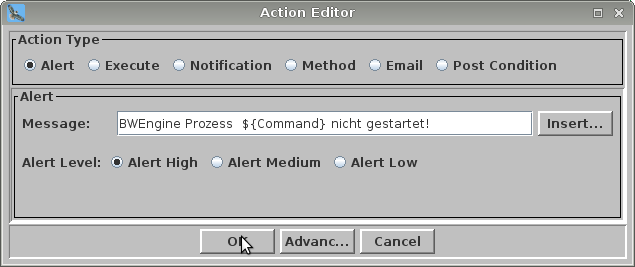 Action Editor
Action Type
Alert Execute Notification Method Email Post Condition
Alert
Message: BWEngine Prozess  ${Command} nicht gestartet! Insert...
Alert Level: Alert High Alert Medium Alert Low
OK Advanc... Cancel